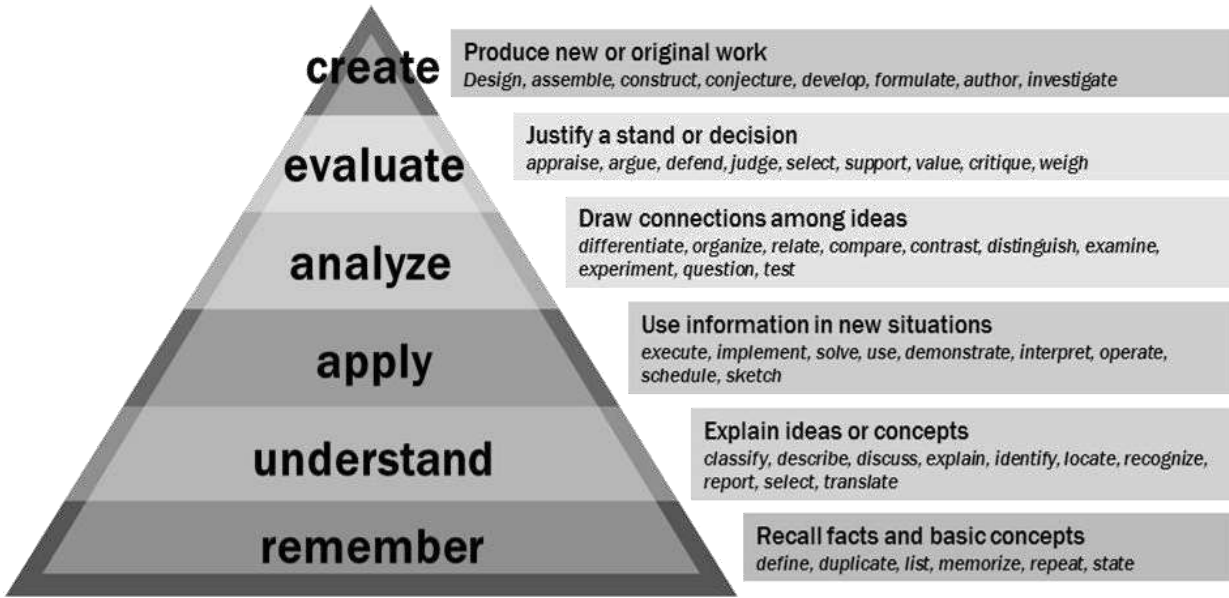 create
Produce new or original work
Design, assemble, construct, conjecture, develop, formulate, author, investigate
evaluate
Justify a stand or decision
appraise, argue, defend, judge, select, support, value, critique, weigh
analyze
Draw connections among ideas
differentiate, organize, relate, compare, contrast, distinguish, examine,
experiment, question, test
apply
Use information in new situations
execute, implement, solve, use, demonstrate, interpret, operate,
schedule, sketch
understand
Explain ideas or concepts
classify, describe, discuss, explain, identify, locate, recognize,
report, select, translate
remember
Recall facts and basic concepts
define, duplicate, list, memorize, repeat, state